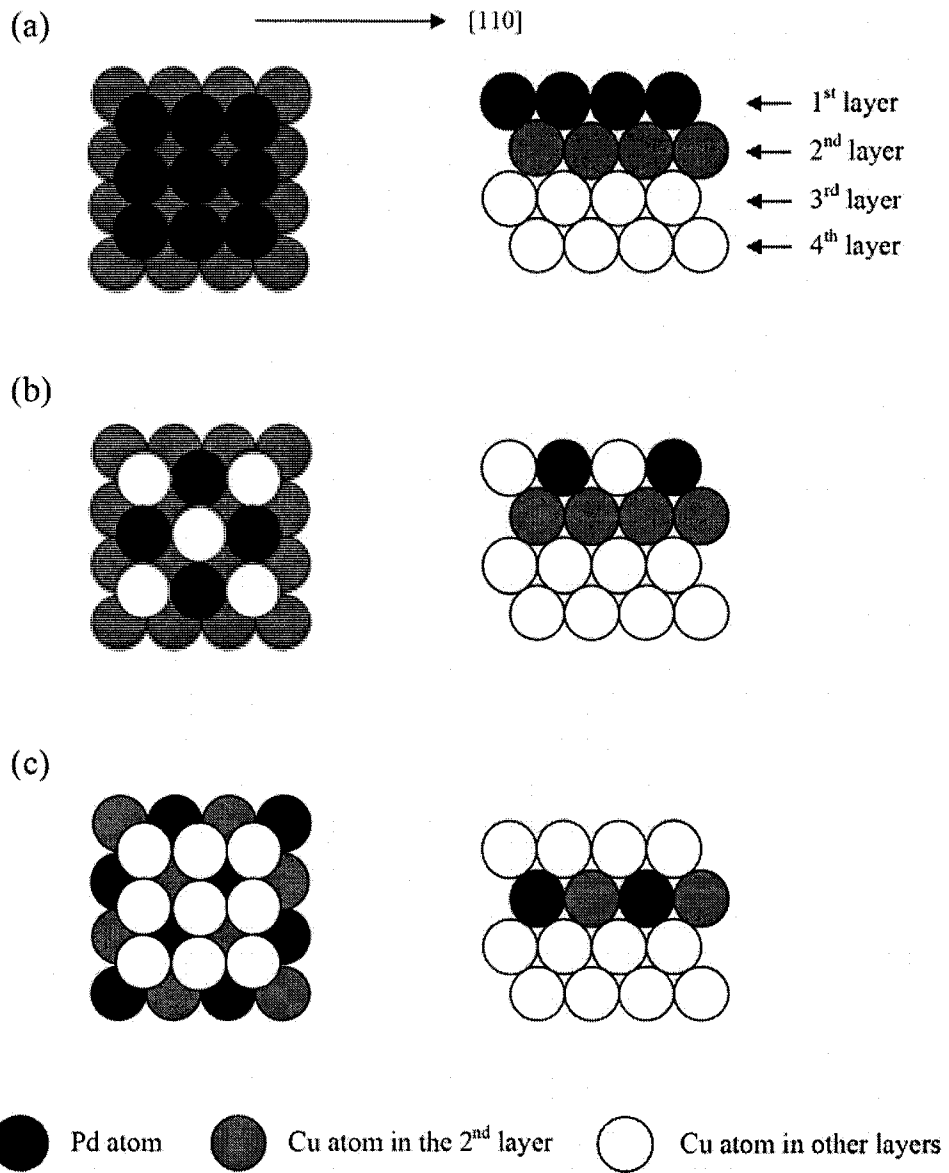 (a)
[110]
1st layer
2nd layer
3rd layer
4th layer
(b)
(c)
Pd atom
Cu atom in the 2nd layer
Cu atom in other layers